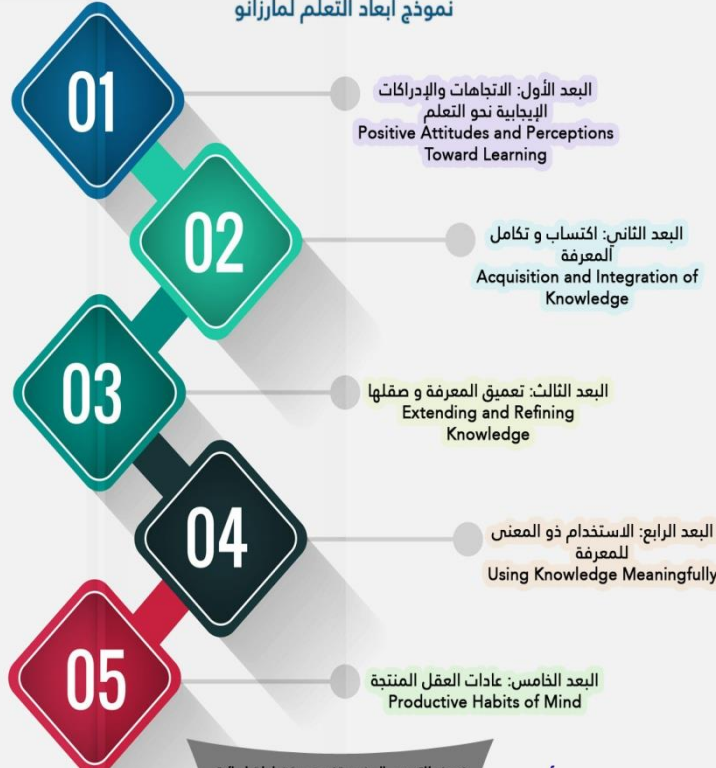 نموذج أبعاد التعلم لمارزانو
01
البعد الأول: الاتجاهات والإدراكات
الإيجابية نحو التعلم
Positive Attitudes and Perceptions
Toward Learning
02
البعد الثاني: اكتساب و تكامل
المعرفة
Acquisition and Integration of
Knowledge
03
البعد الثالث: تعميق المعرفة و صقلها
Extending and Refining
Knowledge
04
البعد الرابع: الاستخدام ذو المعنى
للمعرفة
Using Knowledge Meaningfully
05
البعد الخامس: عادات العقل المنتجة
Productive Habits of Mind